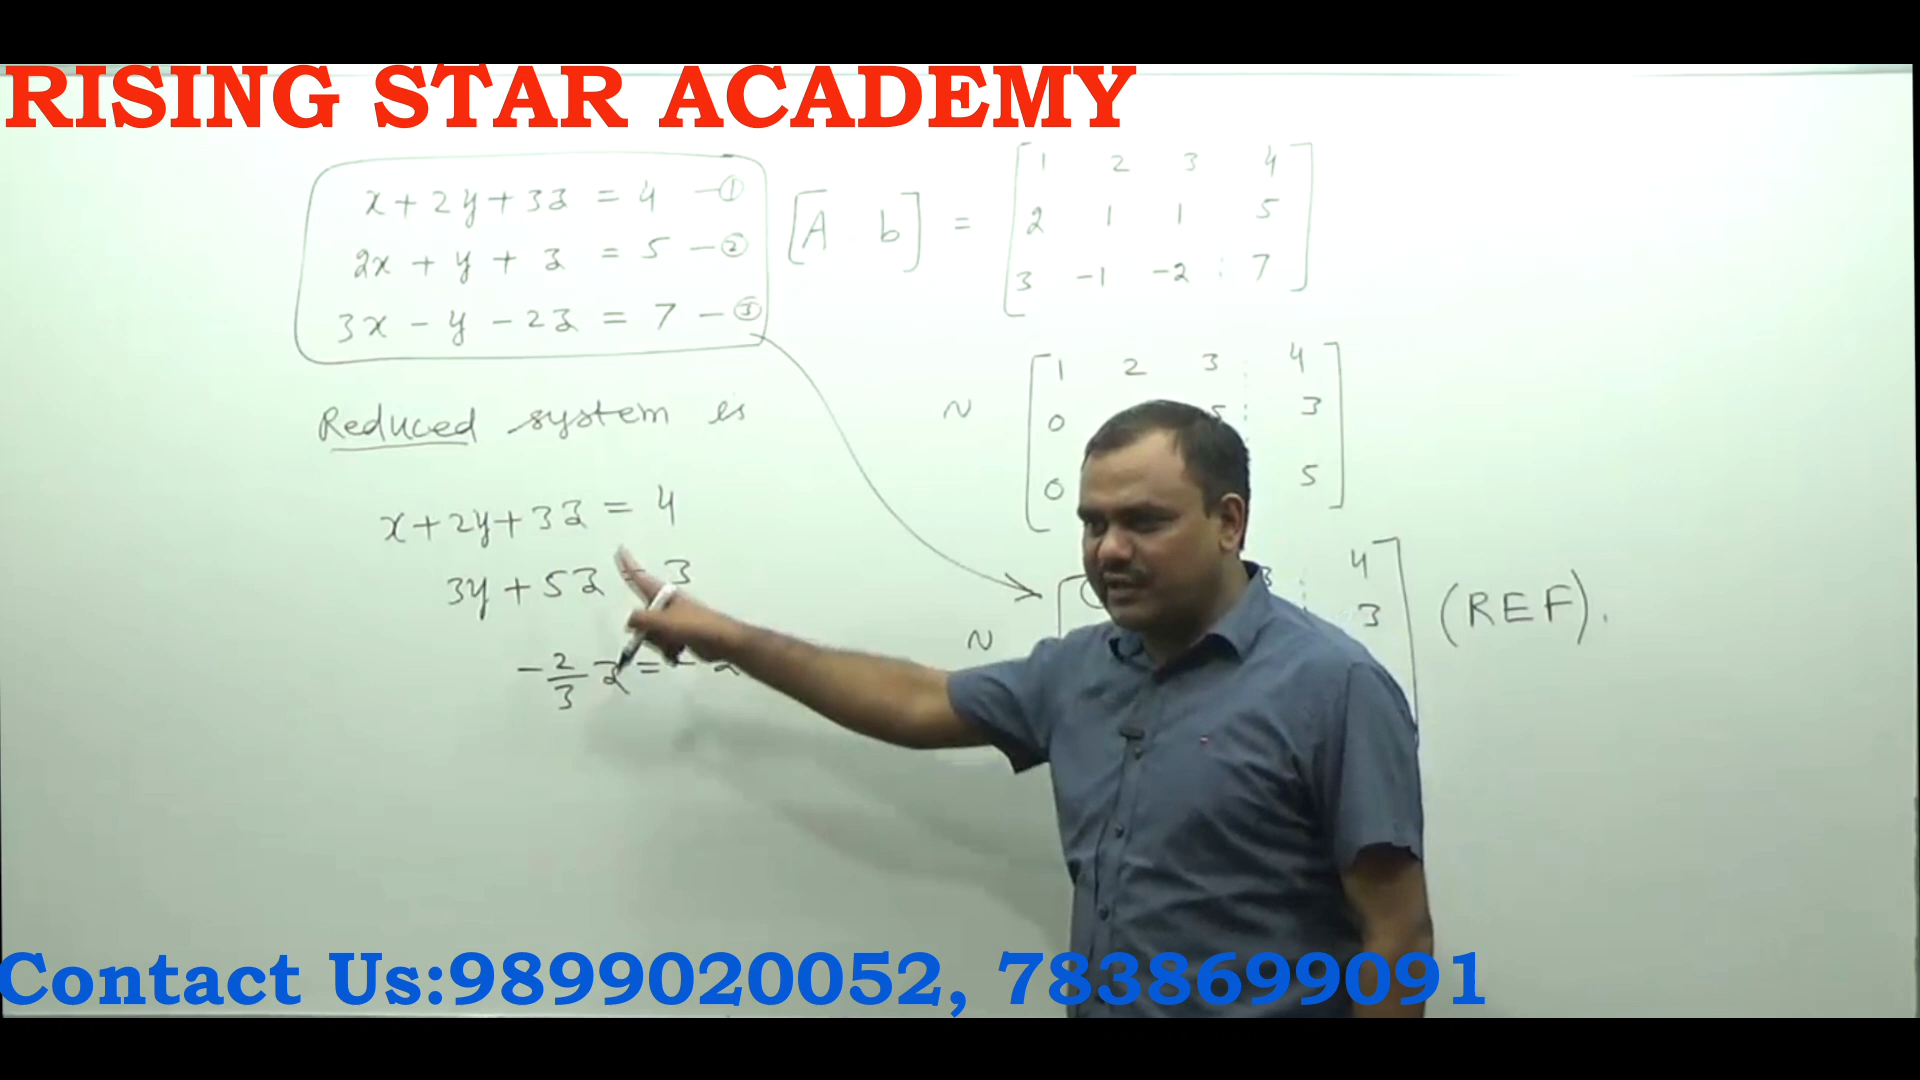 RISING STAR ACADEMY
x + 2y + 3z = 4 — ①
2x + y + z = 5 — ②
3x - y - 2z = 7 — ③
[A b] =
1 2 3 4
2 1 1 5
3 -1 -2 : 7
Reduced system is
x + 2y + 3z = 4
3y + 5z = 3
-2/3 z = -
~
1 2 3 4
0 5 3
0 5
~
3 4
3
(REF).
Contact Us:9899020052, 7838699091